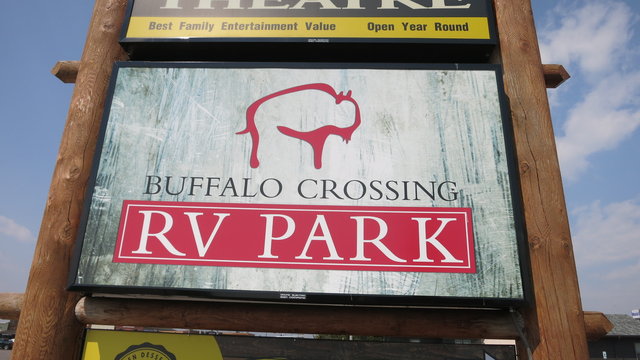 THEATRE
Best Family Entertainment Value Open Year Round
BUFFALO CROSSING
RV PARK